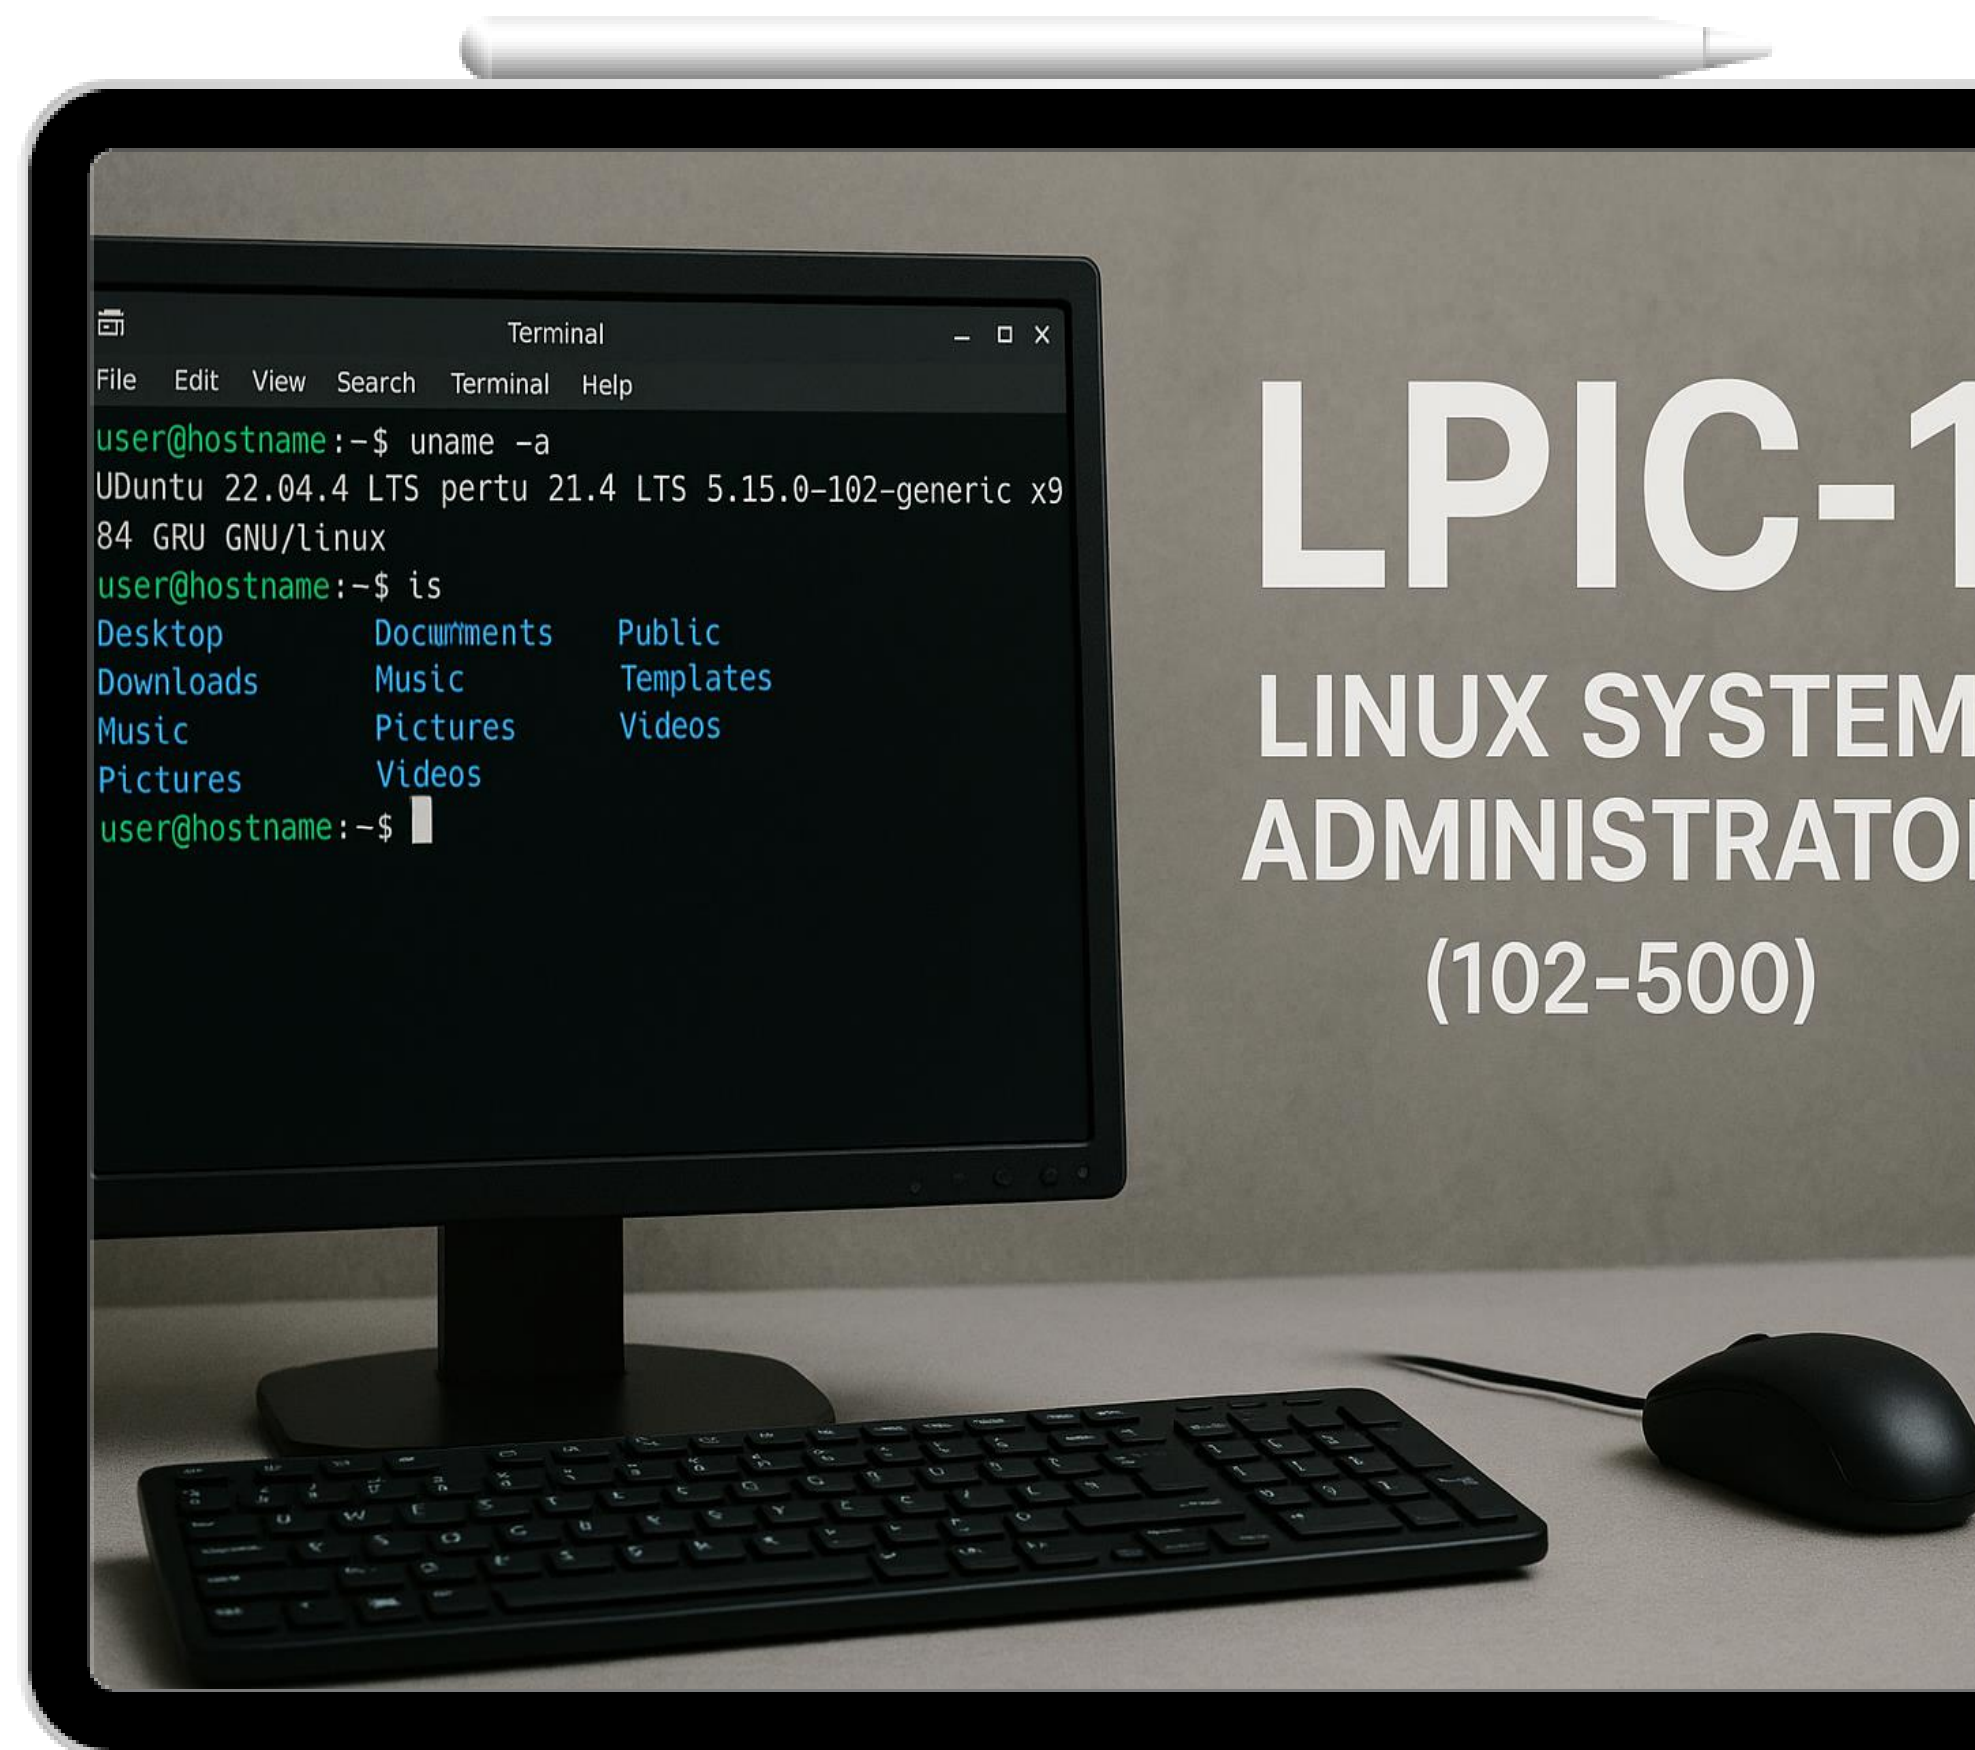 Terminal
File Edit View Search Terminal Help
user@hostname:~$ uname -a
UDuntu 22.04.4 LTS pertu 21.4 LTS 5.15.0-102-generic x9
84 GRU GNU/linux
user@hostname:~$ is
Desktop Documments Public
Downloads Music Templates
Music Pictures Videos
Pictures Videos
user@hostname:~$
LPIC-1
LINUX SYSTEM
ADMINISTRATOR
(102-500)